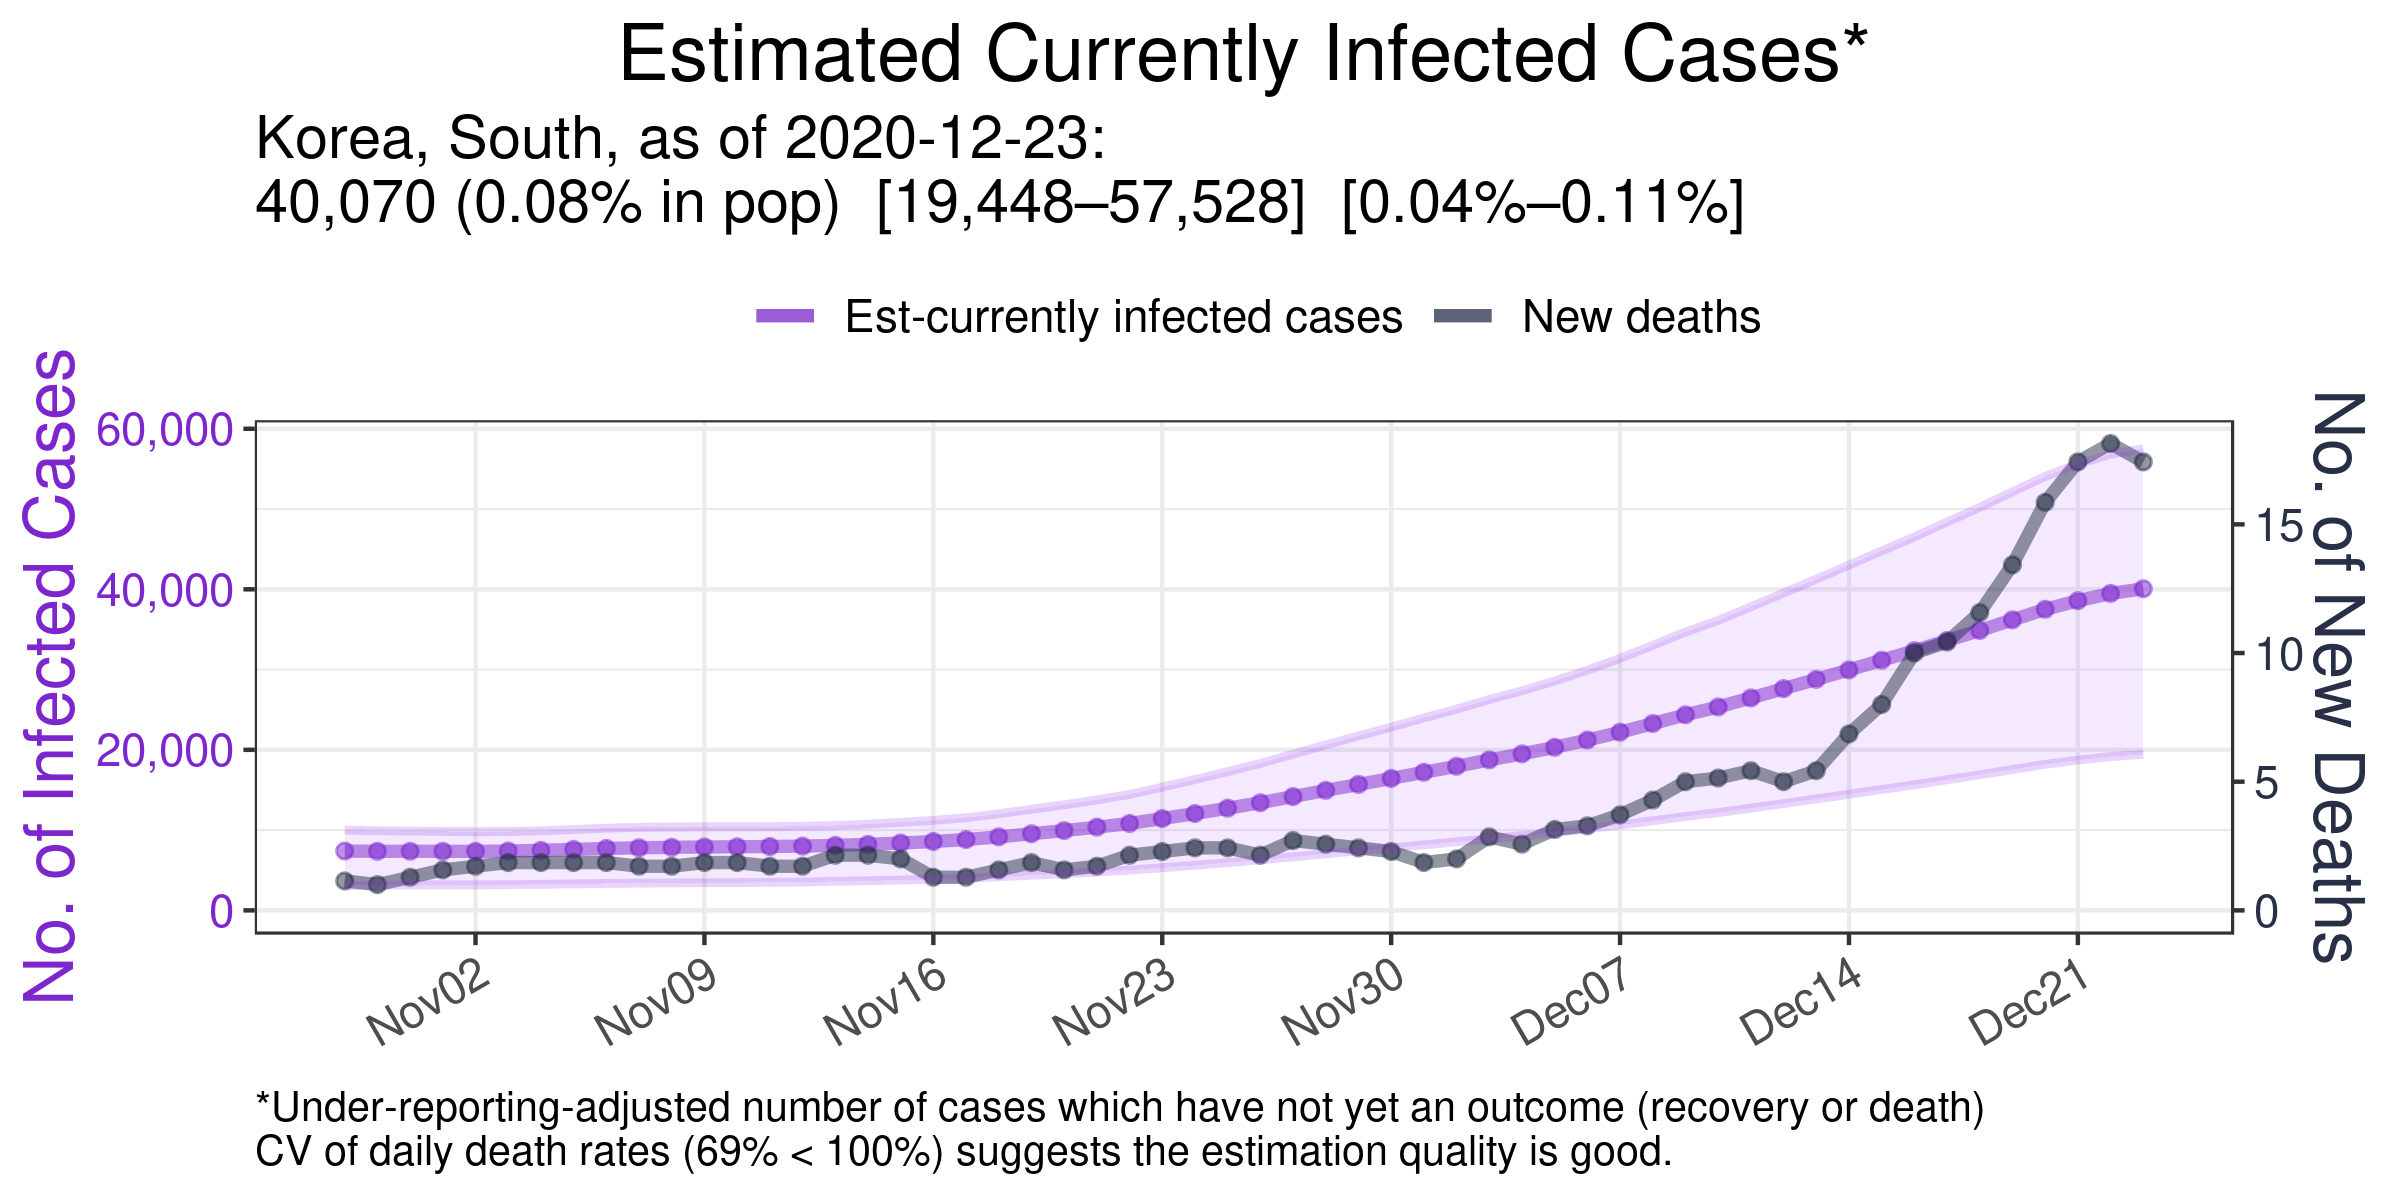 Estimated Currently Infected Cases*
Korea, South, as of 2020-12-23:
40,070 (0.08% in pop)  [19,448–57,528]  [0.04%–0.11%]
Est-currently infected cases
New deaths
No. of Infected Cases
60,000
40,000
20,000
0
15
10
5
0
No. of New Deaths
Nov02
Nov09
Nov16
Nov23
Nov30
Dec07
Dec14
Dec21
*Under-reporting-adjusted number of cases which have not yet an outcome (recovery or death)
CV of daily death rates (69% < 100%) suggests the estimation quality is good.